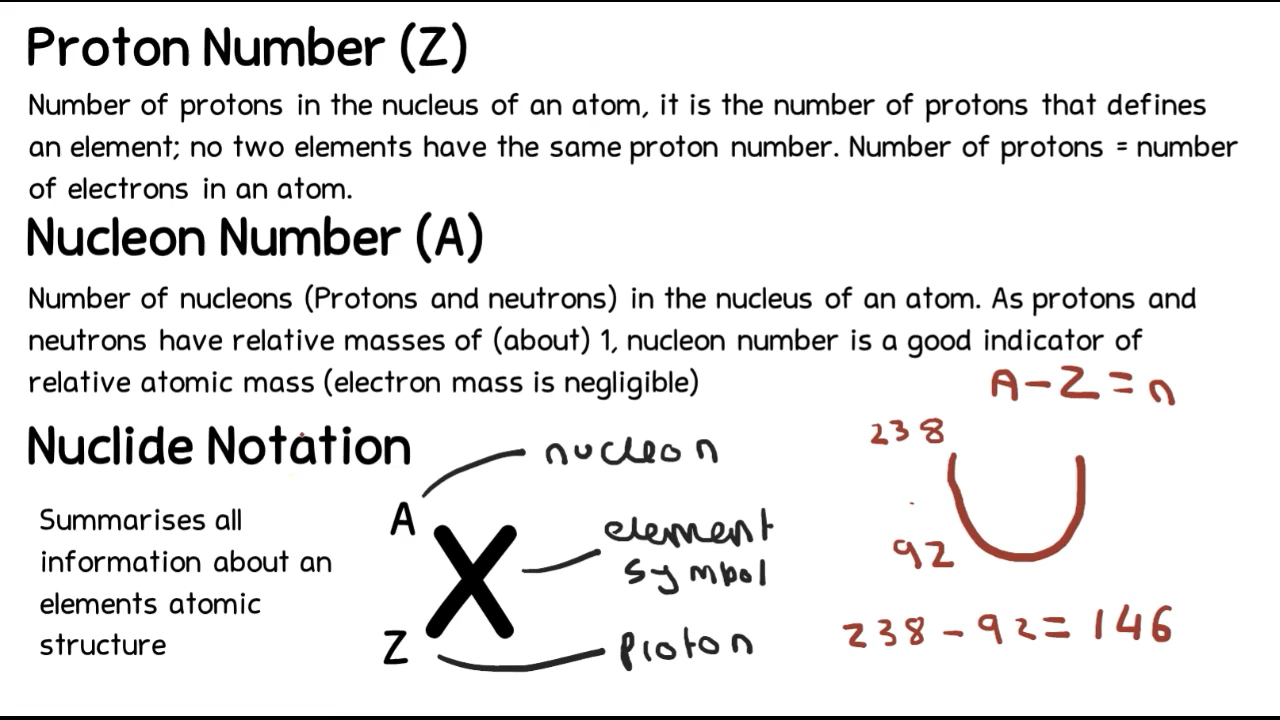 Proton Number (Z)
Number of protons in the nucleus of an atom, it is the number of protons that defines
an element; no two elements have the same proton number. Number of protons = number
of electrons in an atom.
Nucleon Number (A)
Number of nucleons (Protons and neutrons) in the nucleus of an atom. As protons and
neutrons have relative masses of (about) 1, nucleon number is a good indicator of
relative atomic mass (electron mass is negligible)
A - Z = n
Nuclide Notation
Summarises all
information about an
elements atomic
structure
A
nucleon
X
element
symbol
Z
proton
238
U
92
238 - 92 = 146